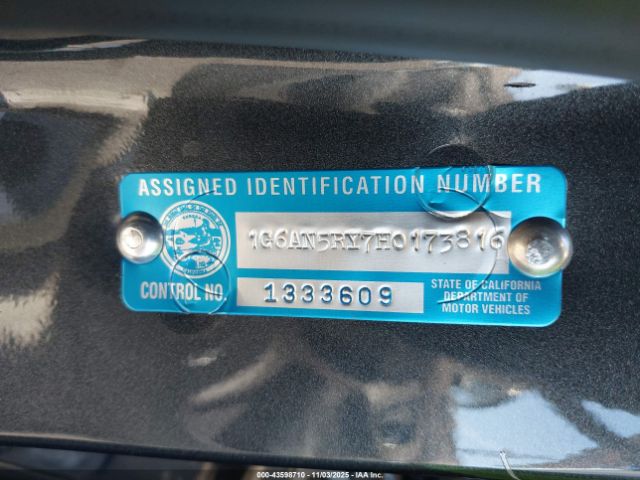 ASSIGNED IDENTIFICATION NUMBER
1G6AN5RY7H0173816
CONTROL NO.
1333609
STATE OF CALIFORNIA
DEPARTMENT OF
MOTOR VEHICLES
000-43598710 - 11/03/2025 - IAA Inc.